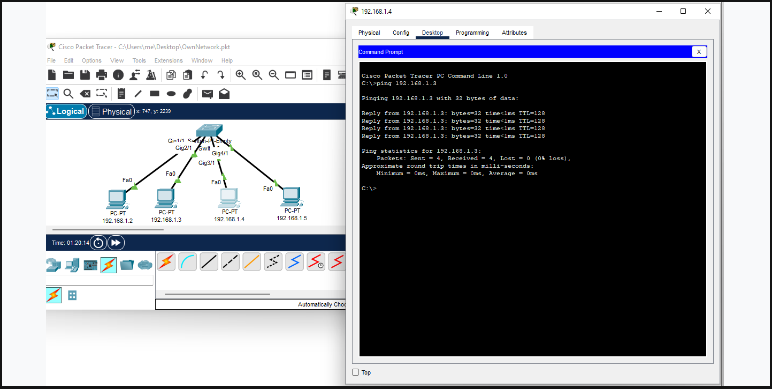 192.168.1.4
Physical Config Desktop Programming Attributes
Command Prompt
X
Cisco Packet Tracer PC Command Line 1.0
C:\>ping 192.168.1.3
Pinging 192.168.1.3 with 32 bytes of data:
Reply from 192.168.1.3: bytes=32 time<1ms TTL=128
Reply from 192.168.1.3: bytes=32 time<1ms TTL=128
Reply from 192.168.1.3: bytes=32 time<1ms TTL=128
Reply from 192.168.1.3: bytes=32 time<1ms TTL=128
Ping statistics for 192.168.1.3:
Packets: Sent = 4, Received = 4, Lost = 0 (0% loss),
Approximate round trip times in milli-seconds:
Minimum = 0ms, Maximum = 0ms, Average = 0ms
C:\>
Top
Cisco Packet Tracer - C:\Users\me\Desktop\OwnNetwork.pkt
File Edit Options View Tools Extensions Window Help
Logical Physical x: 747, y: 2239
Gig2/1
Gig4/1
Gig3/1
Fa0
Fa0
Fa0
Fa0
PC-PT
192.168.1.2
PC-PT
192.168.1.3
PC-PT
192.168.1.4
PC-PT
192.168.1.5
Time: 01:20:14
Automatically Choo